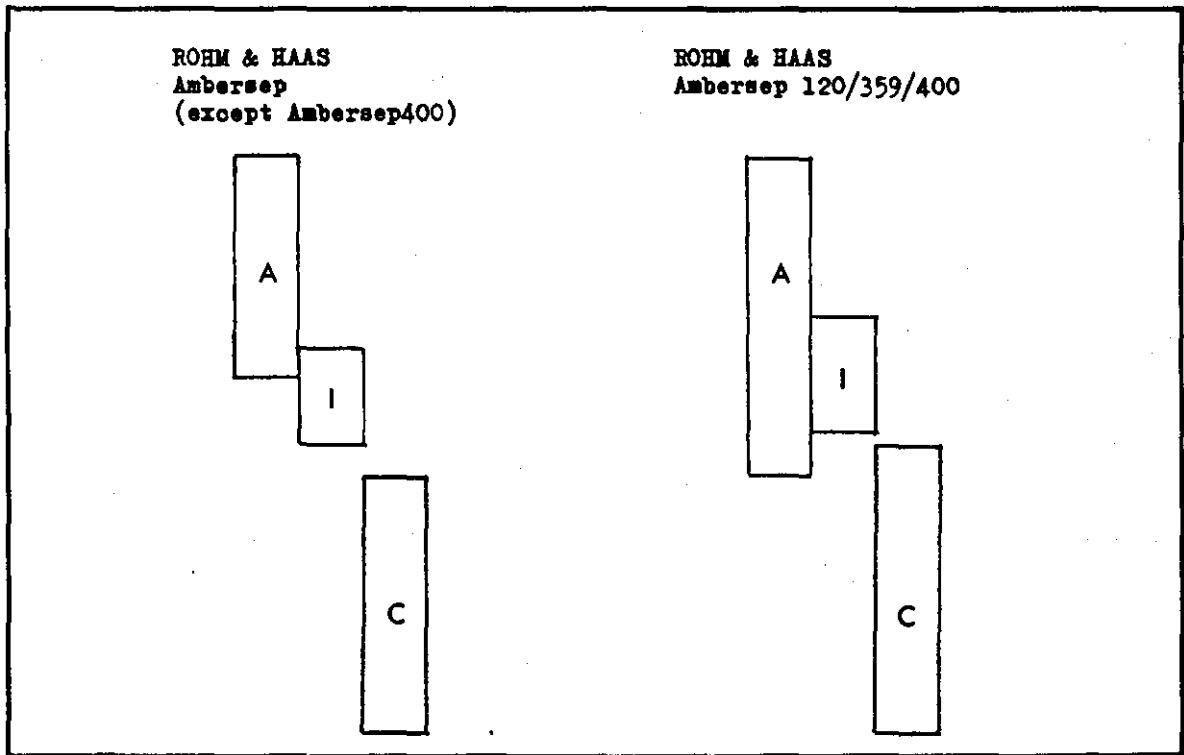 ROHM & HAAS
Ambersep
(except Ambersep400)
ROHM & HAAS
Ambersep 120/359/400
A
I
C
A
I
C